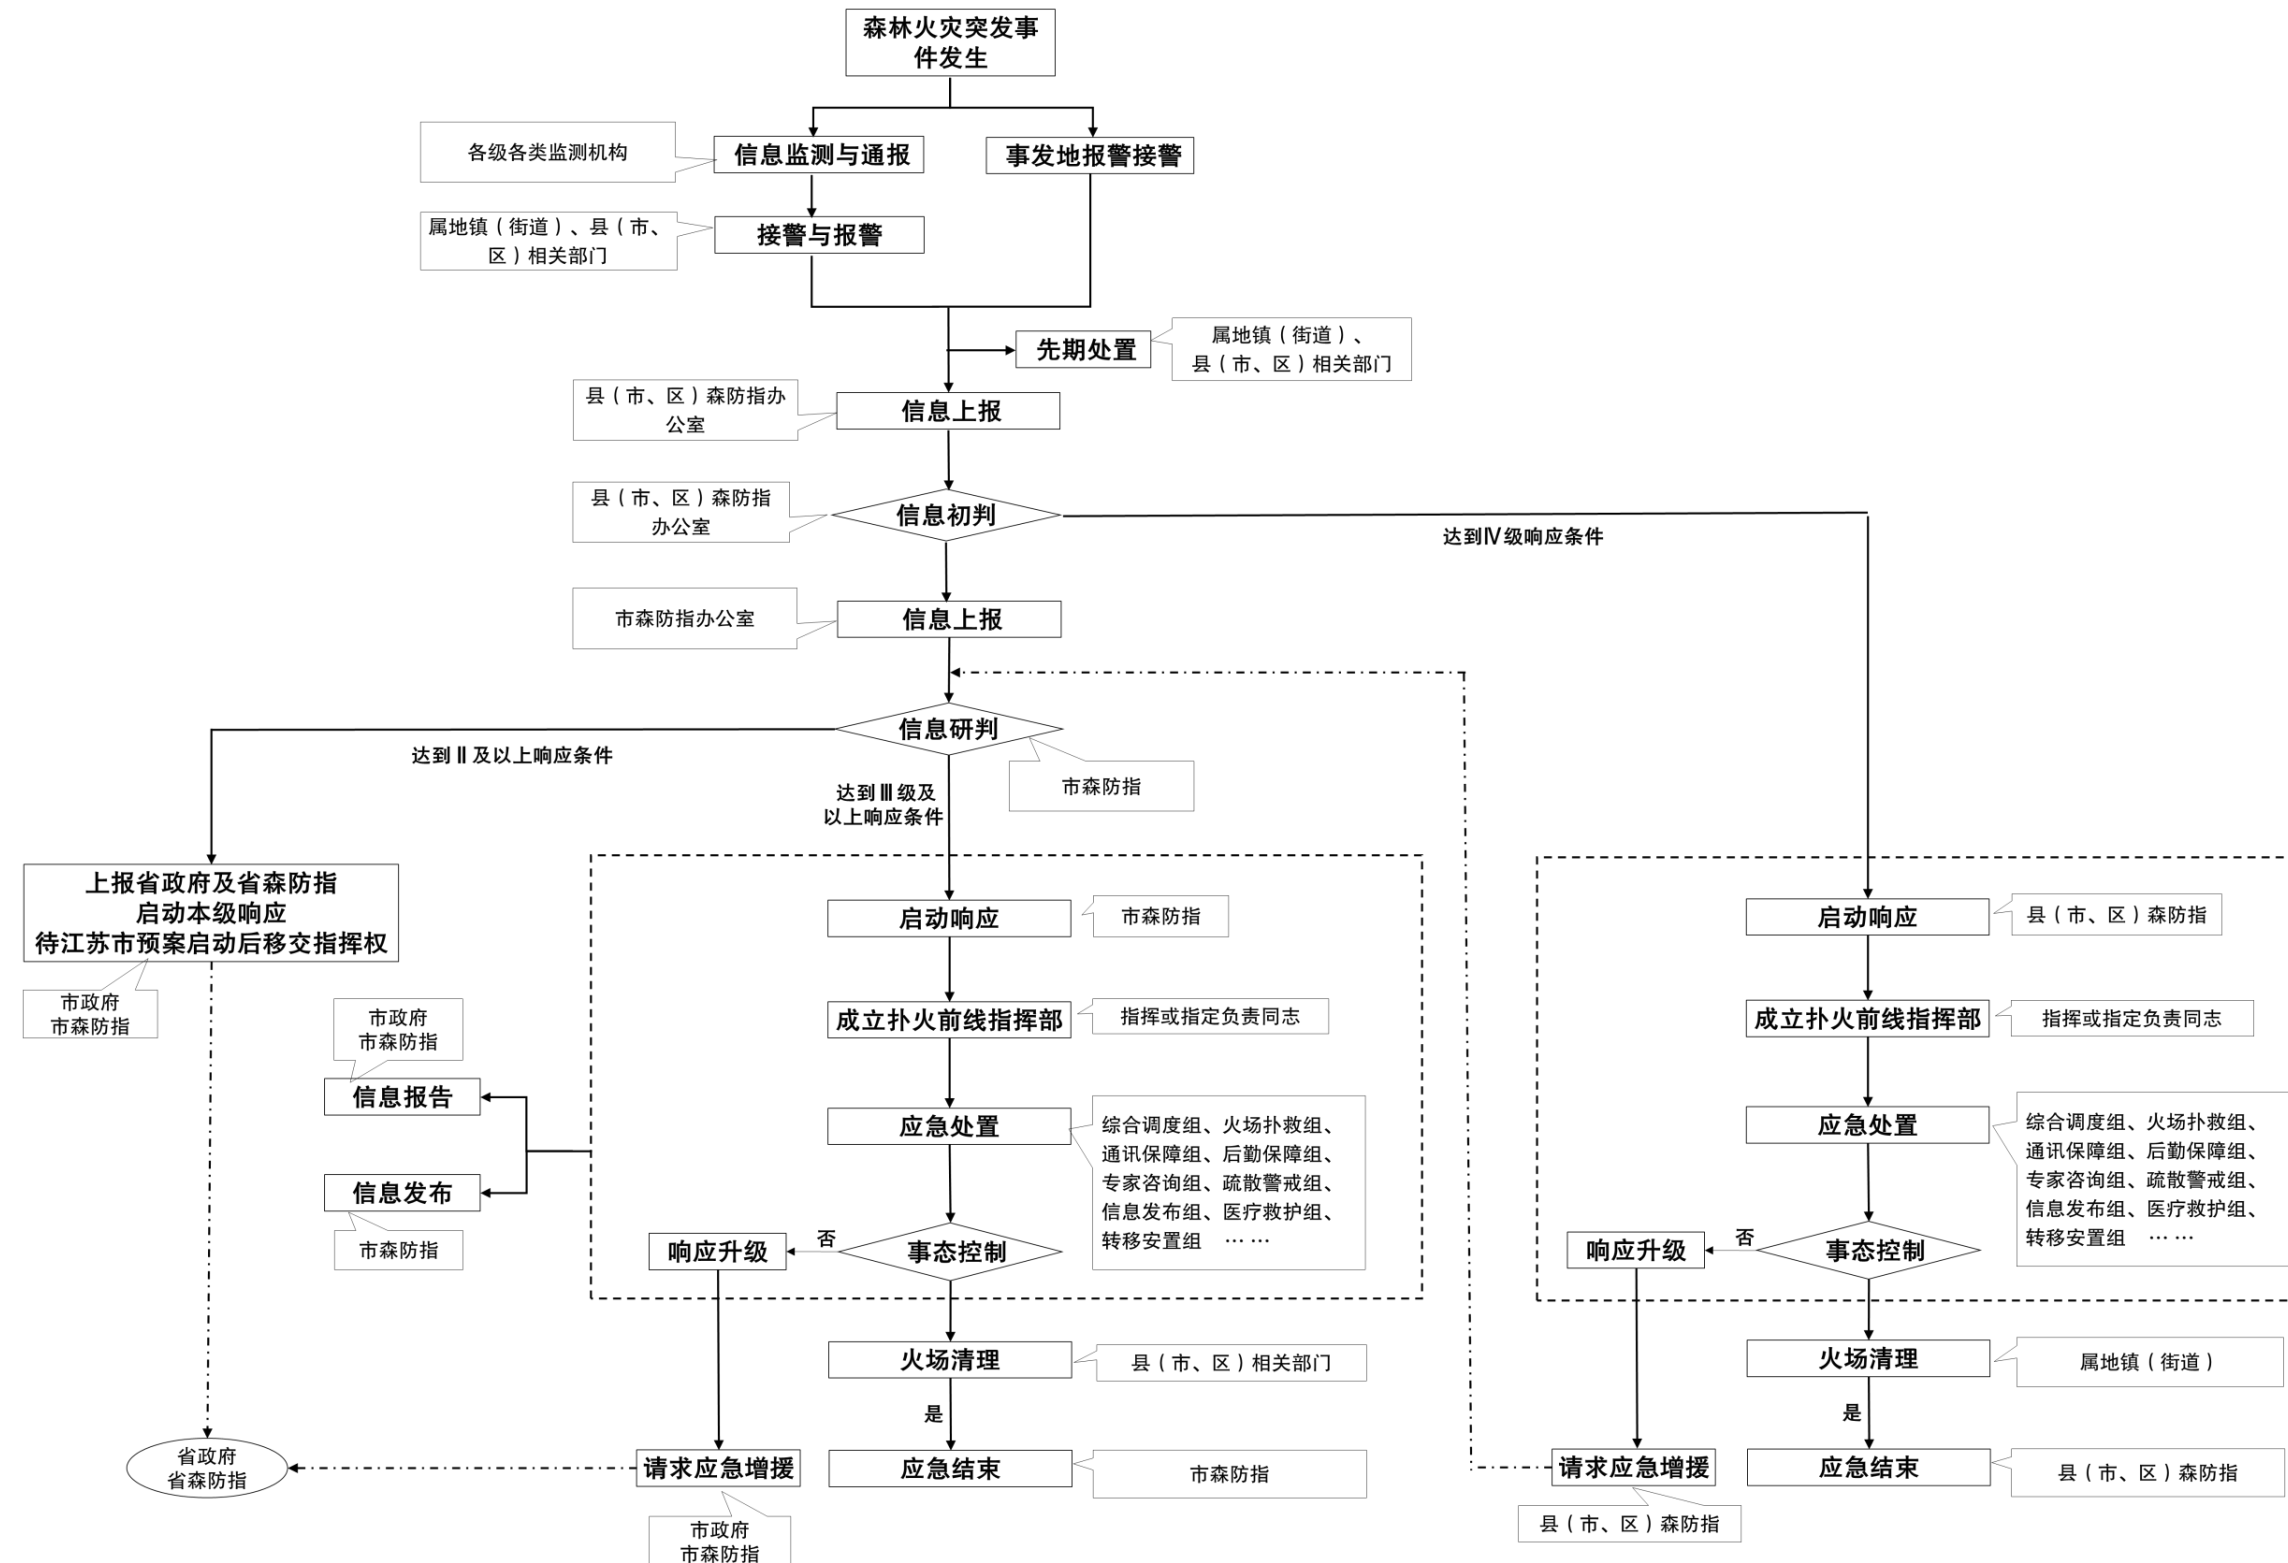 森林火灾突发事
件发生
各级各类监测机构
信息监测与通报
事发地报警接警
属地镇（街道）、县（市、
区）相关部门
接警与报警
先期处置
属地镇（街道）、
县（市、区）相关部门
县（市、区）森防指办
公室
信息上报
县（市、区）森防指
办公室
信息初判
达到Ⅳ级响应条件
市森防指办公室
信息上报
信息研判
达到Ⅱ及以上响应条件
市森防指
达到Ⅲ级及
以上响应条件
上报省政府及省森防指
启动本级响应
待江苏市预案启动后移交指挥权
市政府
市森防指
启动响应
市森防指
成立扑火前线指挥部
指挥或指定负责同志
市政府
市森防指
信息报告
信息发布
市森防指
应急处置
综合调度组、火场扑救组、
通讯保障组、后勤保障组、
专家咨询组、疏散警戒组、
信息发布组、医疗救护组、
转移安置组 ……
响应升级
否
事态控制
火场清理
县（市、区）相关部门
是
省政府
省森防指
请求应急增援
应急结束
市森防指
市政府
市森防指
启动响应
县（市、区）森防指
成立扑火前线指挥部
指挥或指定负责同志
应急处置
综合调度组、火场扑救组、
通讯保障组、后勤保障组、
专家咨询组、疏散警戒组、
信息发布组、医疗救护组、
转移安置组 ……
响应升级
否
事态控制
火场清理
属地镇（街道）
是
请求应急增援
应急结束
县（市、区）森防指
县（市、区）森防指